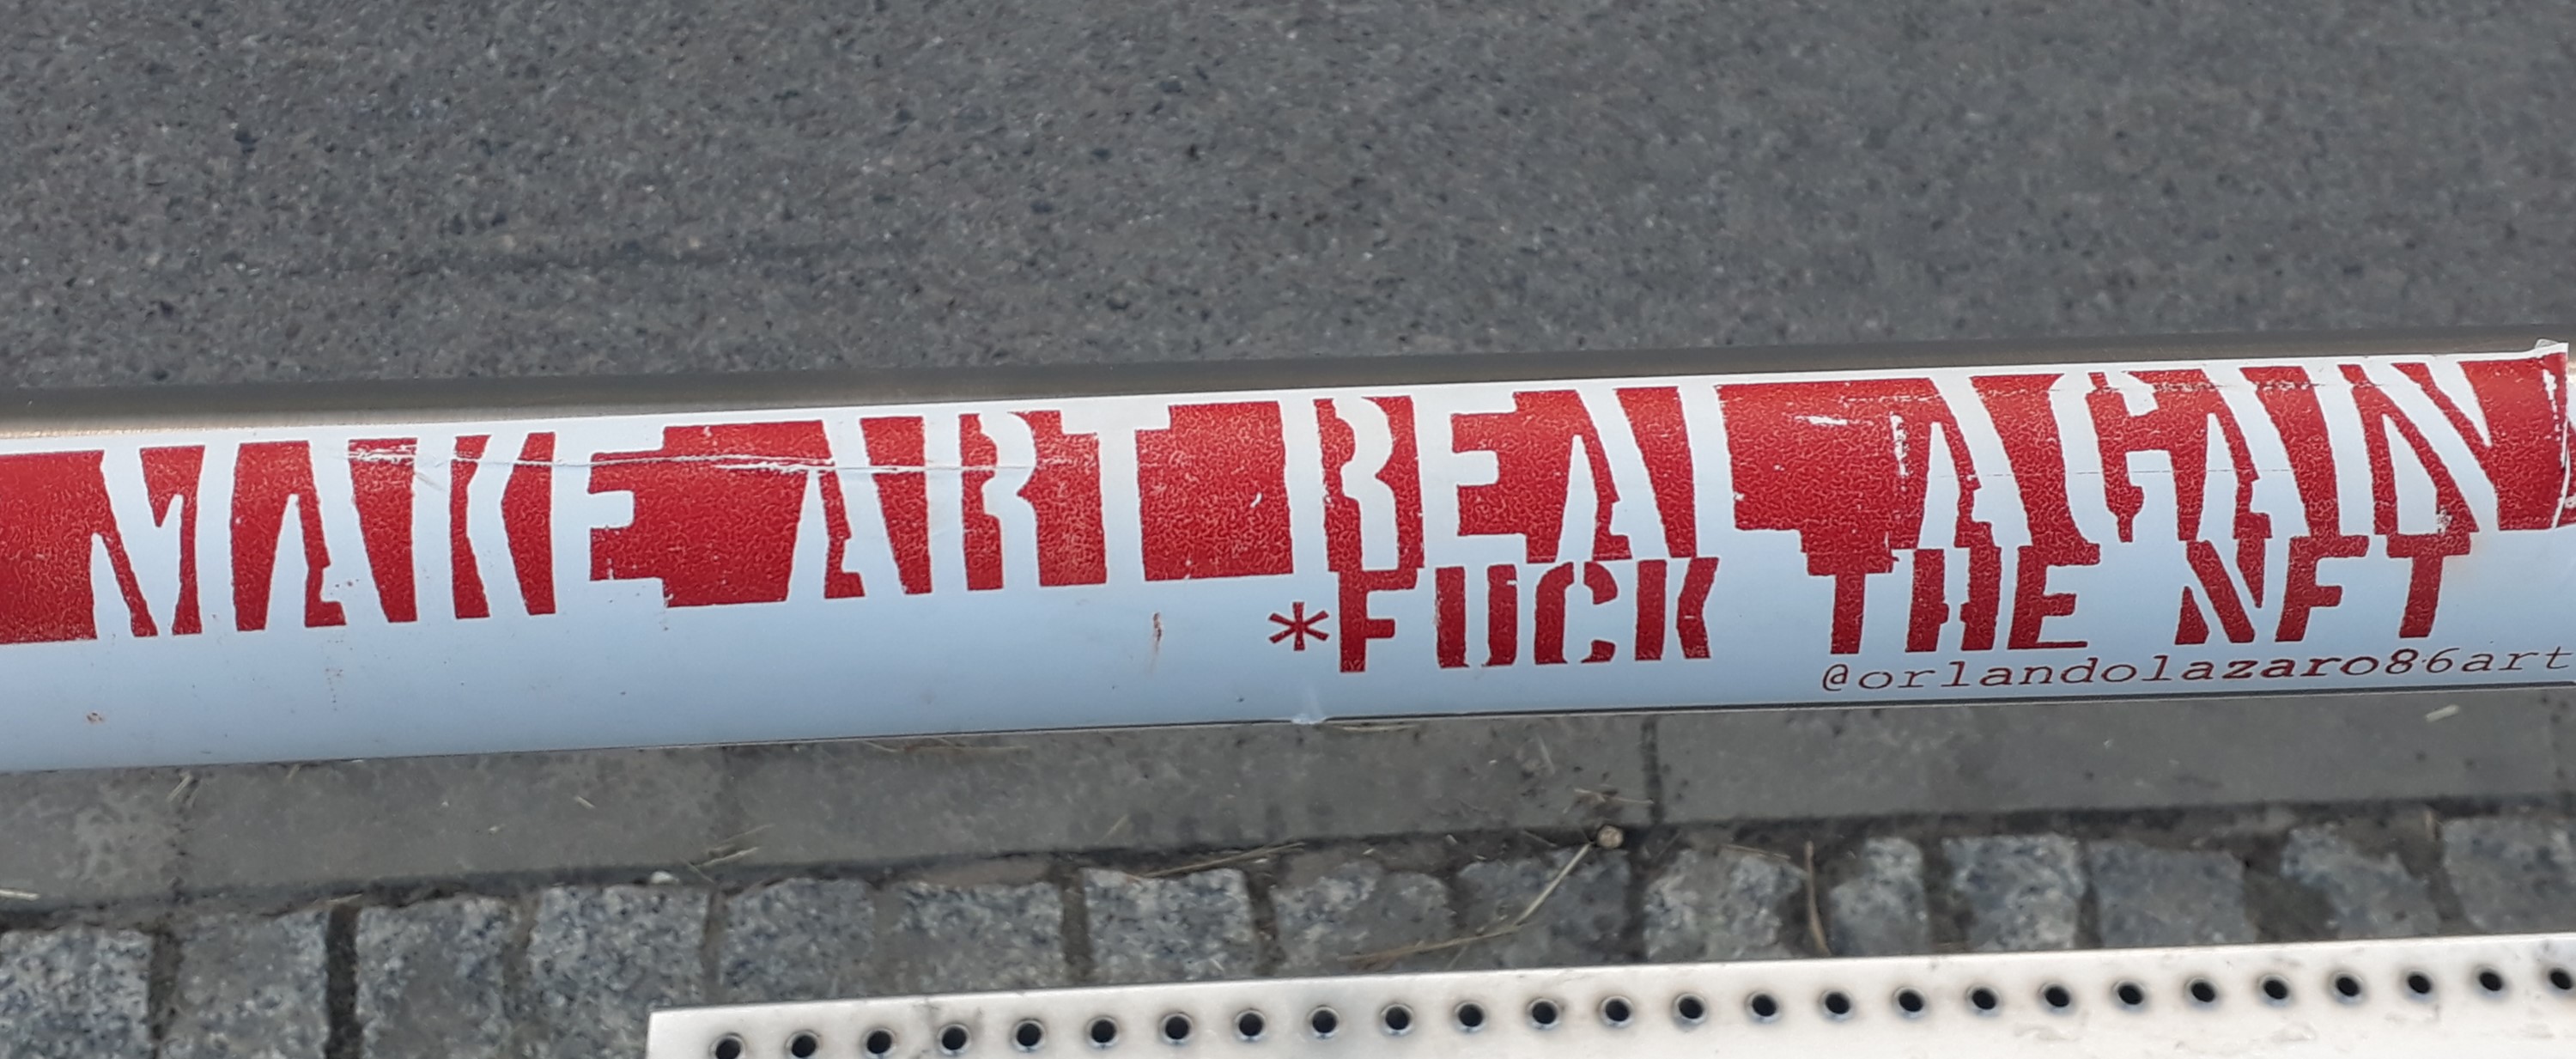 MAKE ART REAL AGAIN
*FUCK THE NFT
@orlandolazaro86art